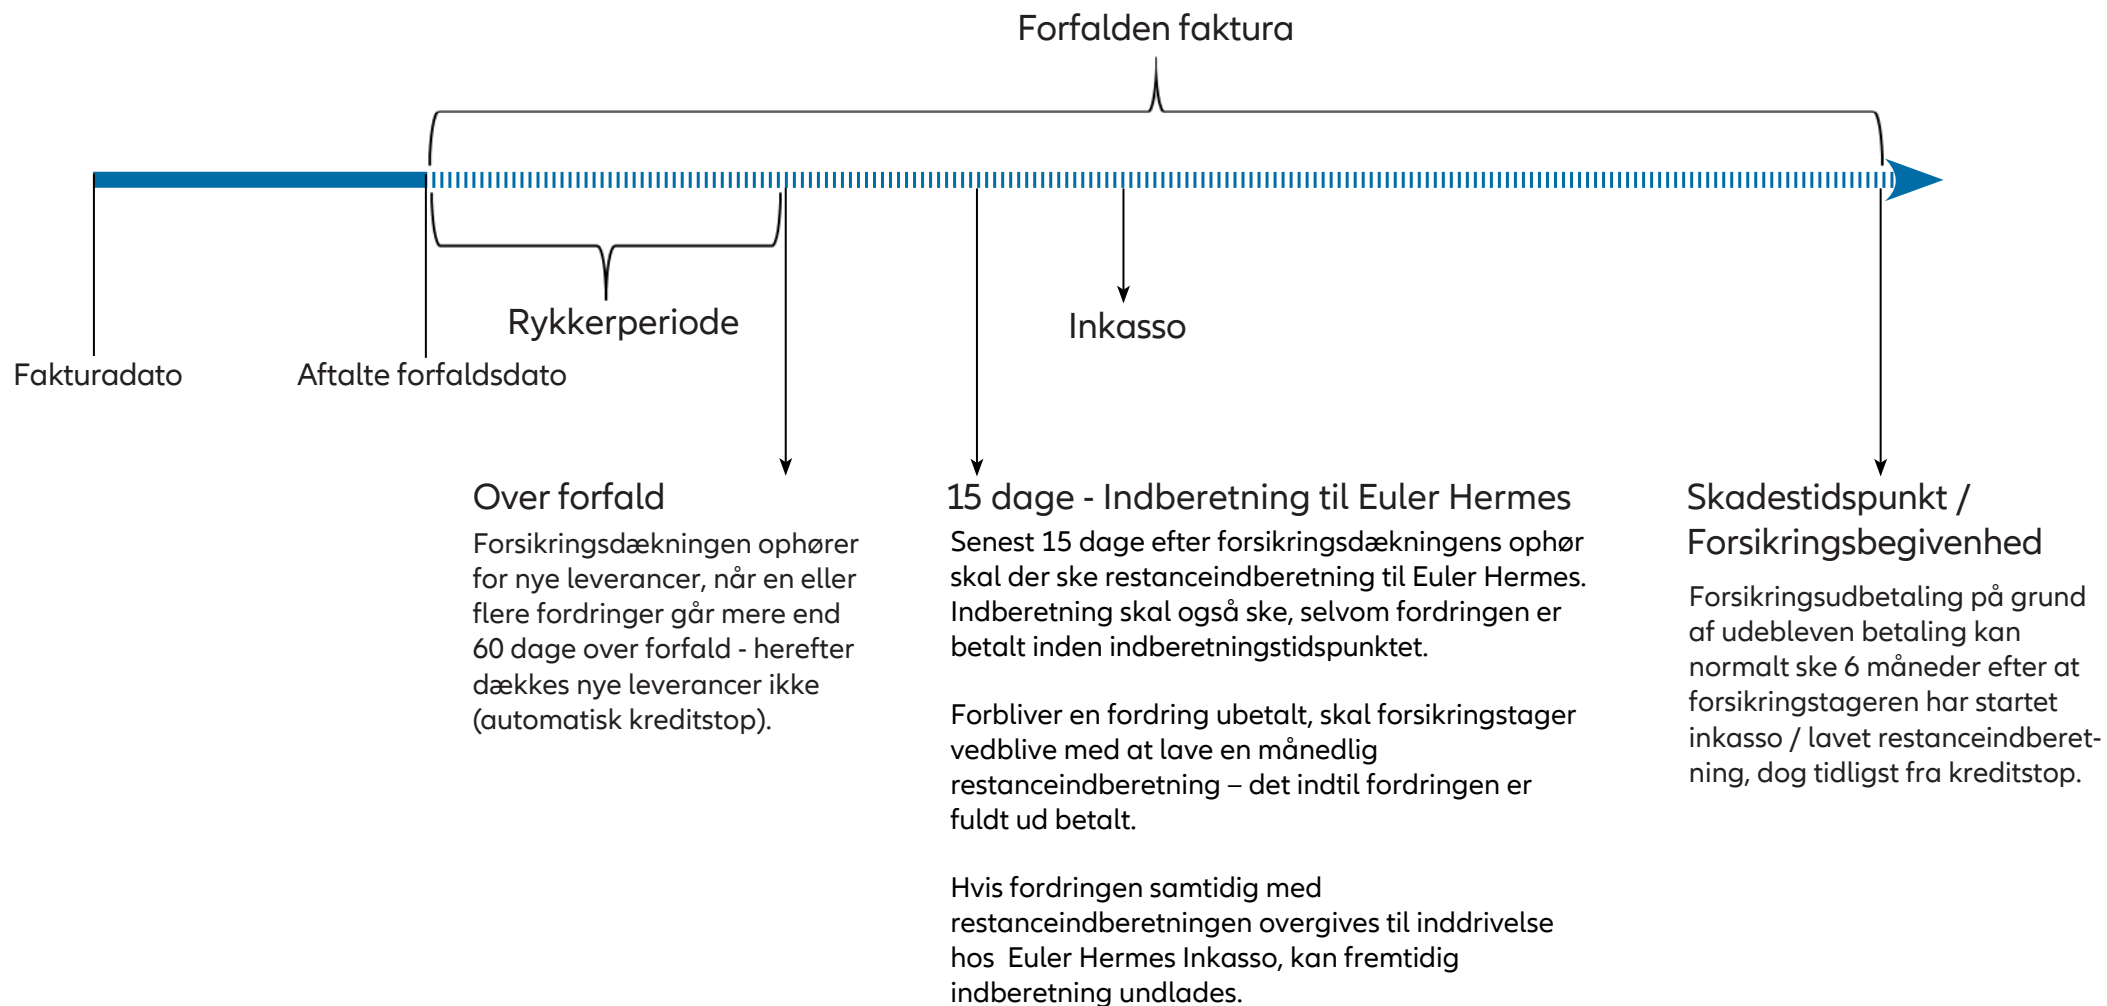 Forfalden faktura
Rykkerperiode
Inkasso
Fakturadato
Aftalte forfaldsdato
Over forfald
Forsikringsdækningen ophører
for nye leverancer, når en eller
flere fordringer går mere end
60 dage over forfald - herefter
dækkes nye leverancer ikke
(automatisk kreditstop).
15 dage - Indberetning til Euler Hermes
Senest 15 dage efter forsikringsdækningens ophør
skal der ske restanceindberetning til Euler Hermes.
Indberetning skal også ske, selvom fordringen er
betalt inden indberetningstidspunktet.
Forbliver en fordring ubetalt, skal forsikringstager
vedblive med at lave en månedlig
restanceindberetning – det indtil fordringen er
fuldt ud betalt.
Hvis fordringen samtidig med
restanceindberetningen overgives til inddrivelse
hos  Euler Hermes Inkasso, kan fremtidig
indberetning undlades.
Skadestidspunkt /
Forsikringsbegivenhed
Forsikringsudbetaling på grund
af udebleven betaling kan
normalt ske 6 måneder efter at
forsikringstageren har startet
inkasso / lavet restanceindberet-
ning, dog tidligst fra kreditstop.